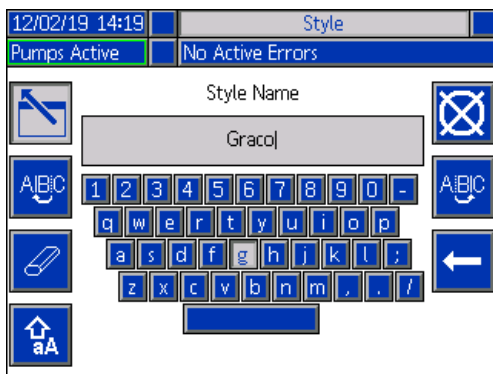 12/02/19 14:19 Style
Pumps Active No Active Errors
Style Name
Graco
ABC 1 2 3 4 5 6 7 8 9 0 - ABC
q w e r t y u i o p
a s d f g h j k l ;
z x c v b n m , . /
aA